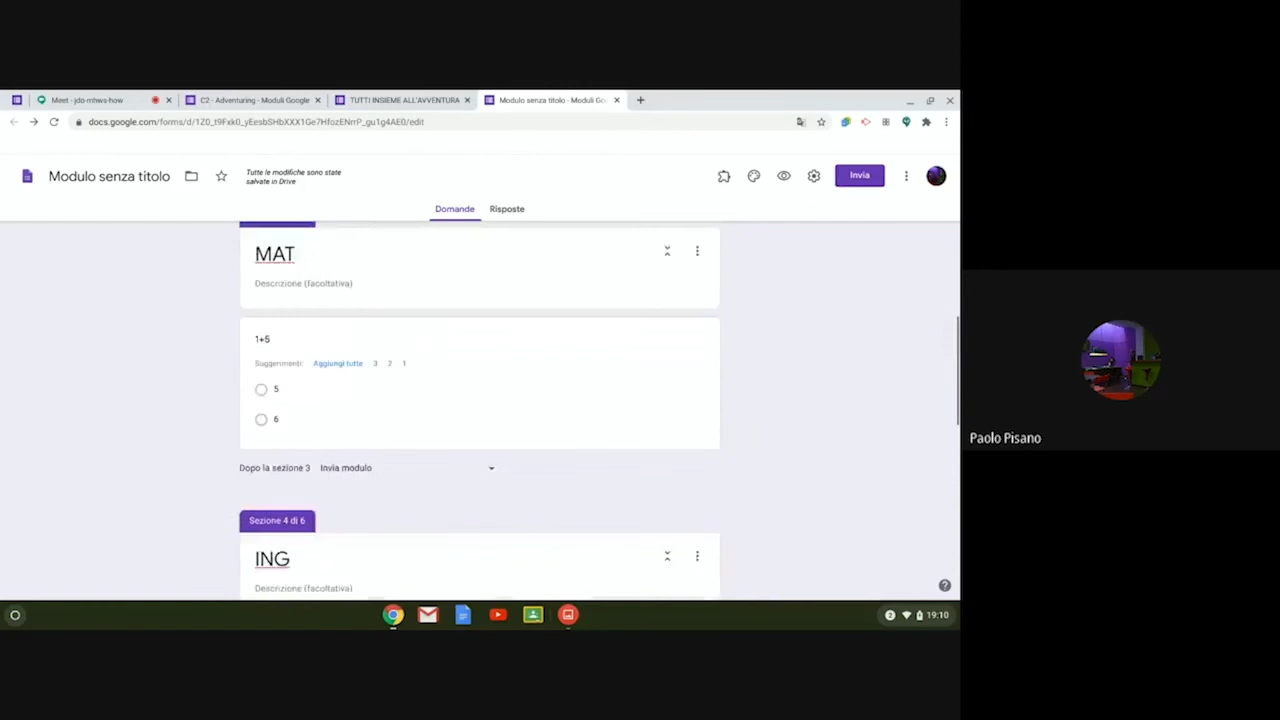 Meet - jdo-mhws-how
C2 - Adventuring - Moduli Google
TUTTI INSIEME ALL'AVVENTURA
Modulo senza titolo - Moduli Go
docs.google.com/forms/d/1Z0_t9Fxk0_yEesbSHbXXX1Ge7HfozENrrP_gu1g4AE0/edit
Modulo senza titolo
Tutte le modifiche sono state
salvate in Drive
Invia
Domande Risposte
MAT
Descrizione (facoltativa)
1+5
Suggerimenti: Aggiungi tutte 3 2 1
5
6
Dopo la sezione 3 Invia modulo
Paolo Pisano
Sezione 4 di 6
ING
Descrizione (facoltativa)
2
19:10